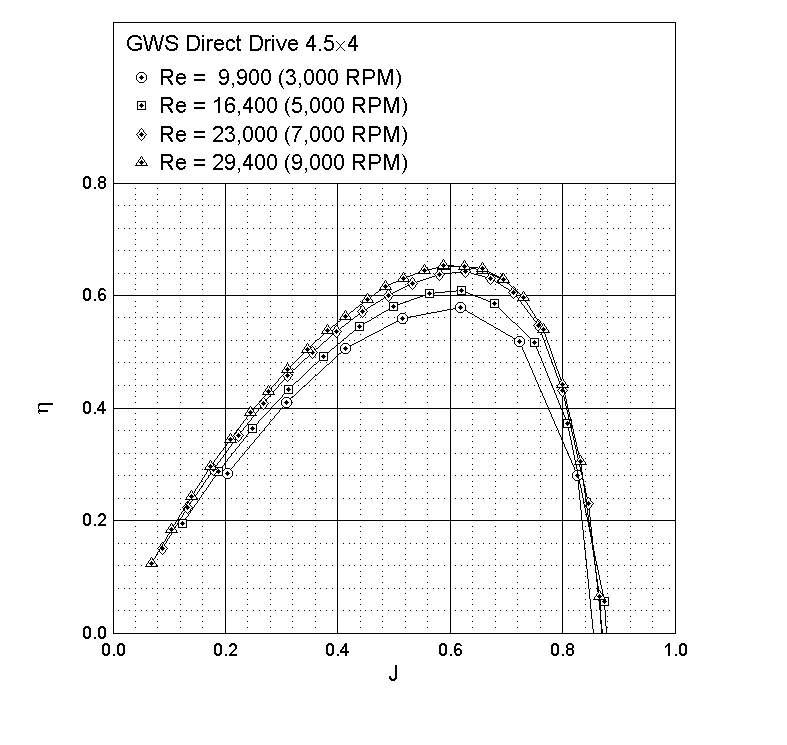 GWS Direct Drive 4.5×4
Re = 9,900 (3,000 RPM)
Re = 16,400 (5,000 RPM)
Re = 23,000 (7,000 RPM)
Re = 29,400 (9,000 RPM)
0.8
0.6
0.4
0.2
0.0
η
0.0 0.2 0.4 0.6 0.8 1.0
J